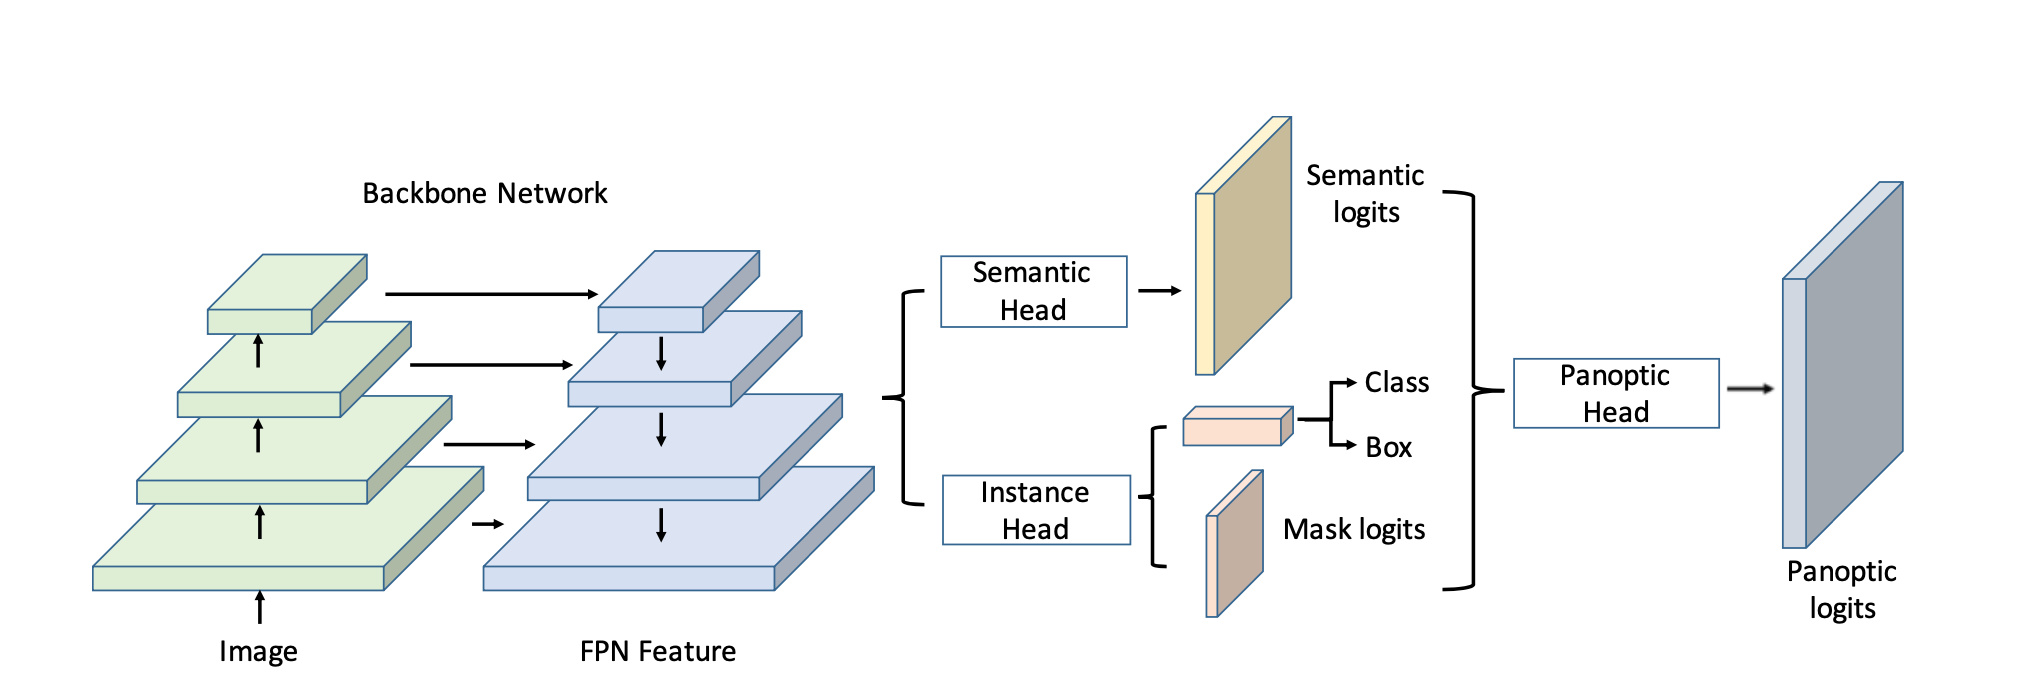 Backbone Network
Image
FPN Feature
Semantic
Head
Instance
Head
Semantic
logits
Class
Box
Mask logits
Panoptic
Head
Panoptic
logits